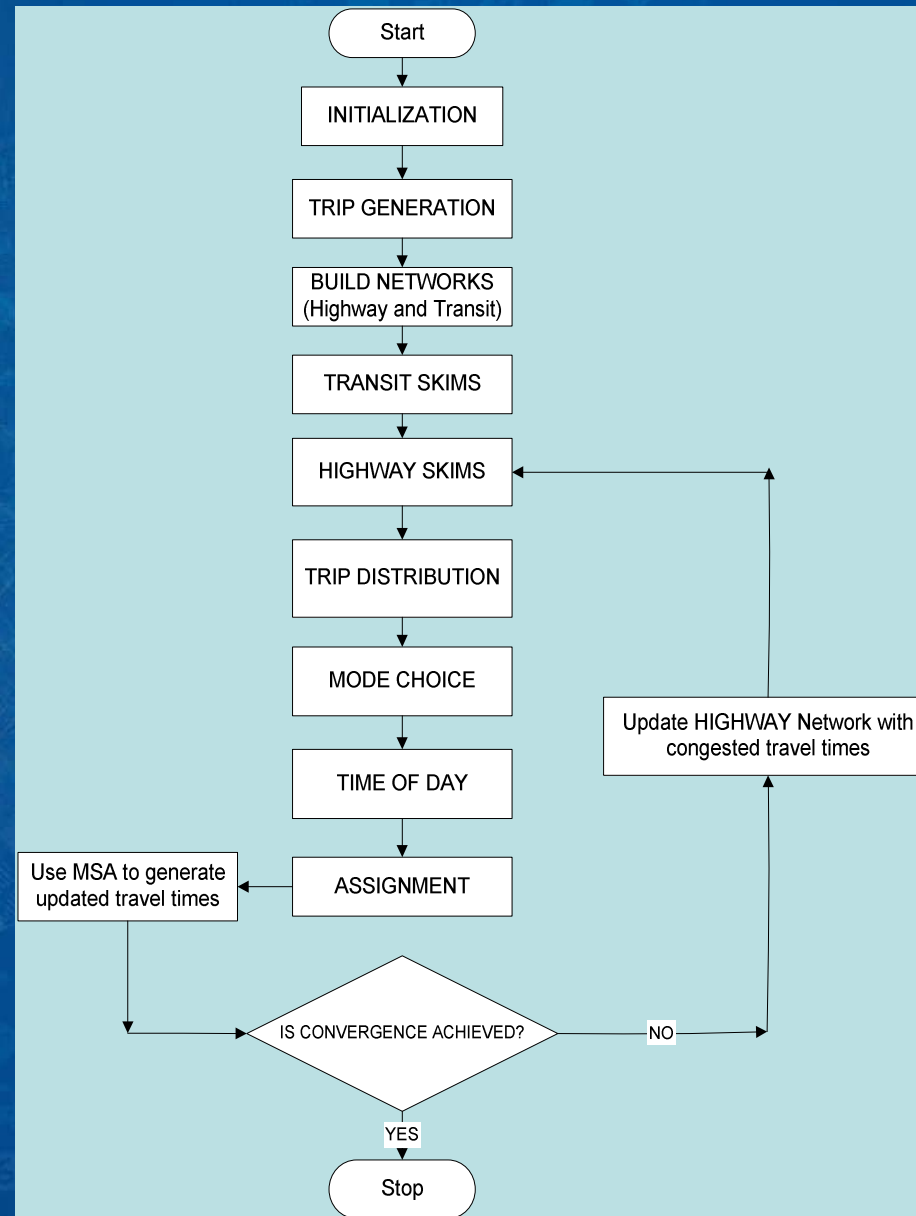 Start
INITIALIZATION
TRIP GENERATION
BUILD NETWORKS
(Highway and Transit)
TRANSIT SKIMS
HIGHWAY SKIMS
TRIP DISTRIBUTION
MODE CHOICE
Update HIGHWAY Network with
congested travel times
TIME OF DAY
Use MSA to generate
updated travel times
ASSIGNMENT
IS CONVERGENCE ACHIEVED?
NO
YES
Stop